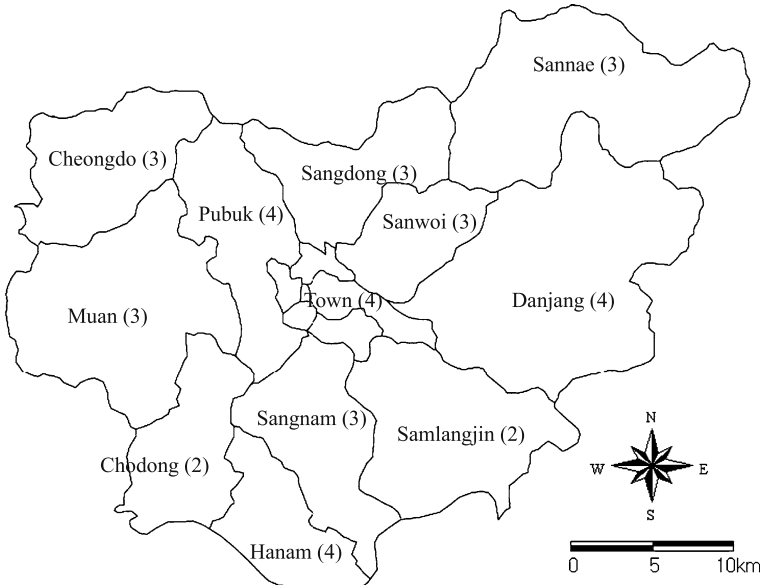 Sannae (3)
Cheongdo (3)
Sangdong (3)
Pubuk (4)
Sanwoi (3)
Town (4)
Danjang (4)
Muan (3)
Sangnam (3)
Samlangjin (2)
Chodong (2)
Hanam (4)
N
W E
S
0 5 10km